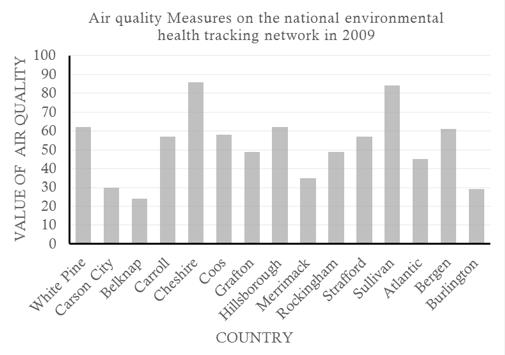 Air quality Measures on the national environmental
health tracking network in 2009
VALUE OF AIR QUALITY
100
90
80
70
60
50
40
30
20
10
0
White Pine
Carson City
Belknap
Carroll
Cheshire
Coos
Grafton
Hillsborough
Merrimack
Rockingham
Strafford
Sullivan
Atlantic
Bergen
Burlington
COUNTRY